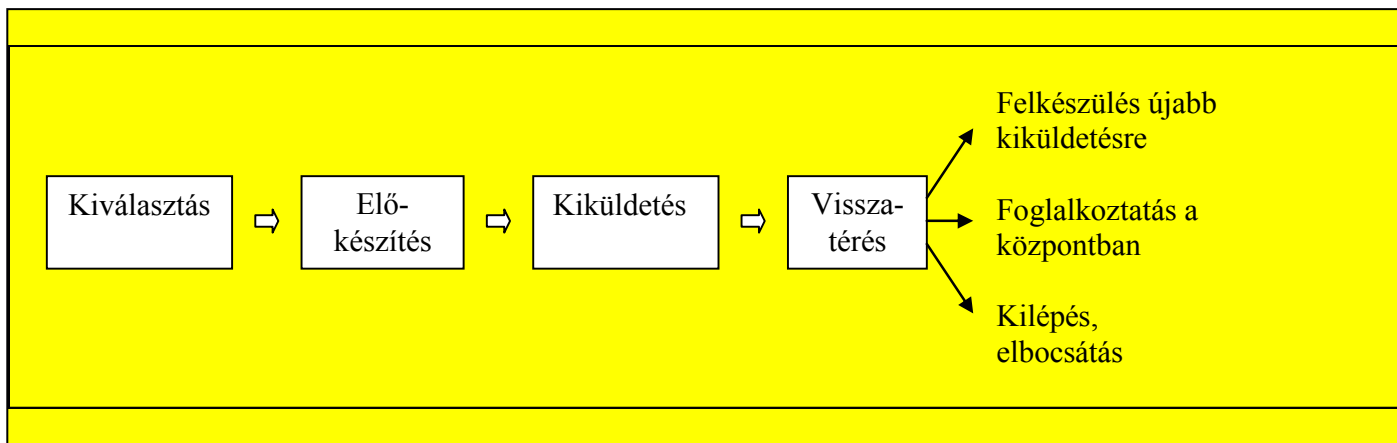 Kiválasztás
Elő-
készítés
Kiküldetés
Vissza-
térés
Felkészülés újabb
kiküldetésre
Foglalkoztatás a
központban
Kilépés,
elbocsátás